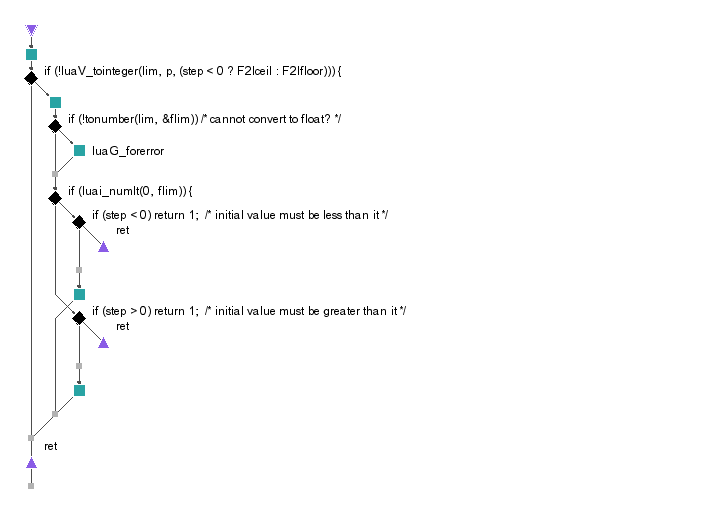 if (!luaV_tointeger(lim, p, (step < 0 ? F2Iceil : F2Ifloor))) {
if (!tonumber(lim, &flim)) /* cannot convert to float? */
luaG_forerror
if (luai_numlt(0, flim)) {
if (step < 0) return 1;  /* initial value must be less than it */
ret
if (step > 0) return 1;  /* initial value must be greater than it */
ret
ret